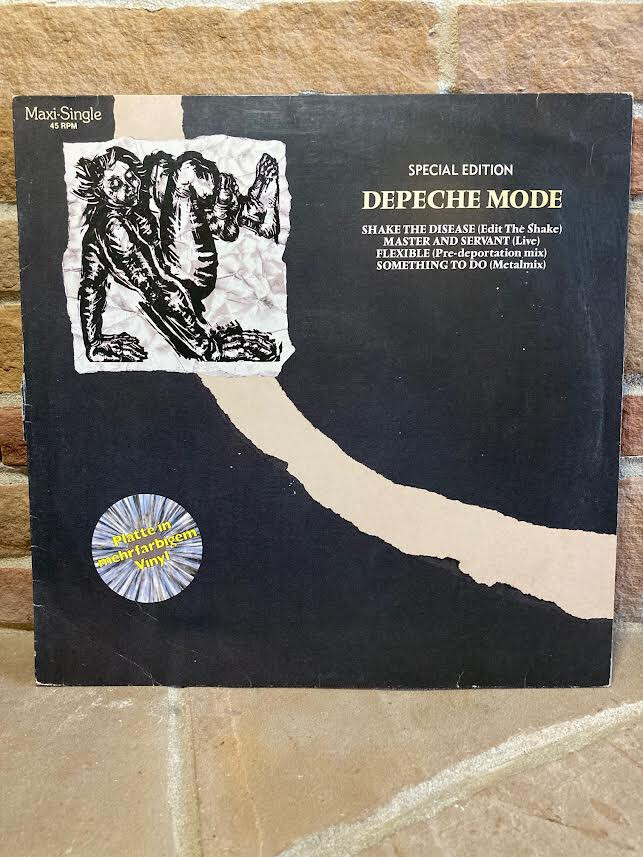 Maxi-Single
45 RPM
SPECIAL EDITION
DEPECHE MODE
SHAKE THE DISEASE (Edit The Shake)
MASTER AND SERVANT (Live)
FLEXIBLE (Pre-deportation mix)
SOMETHING TO DO (Metalmix)
Platte in
mehrfarbigem
Vinyl